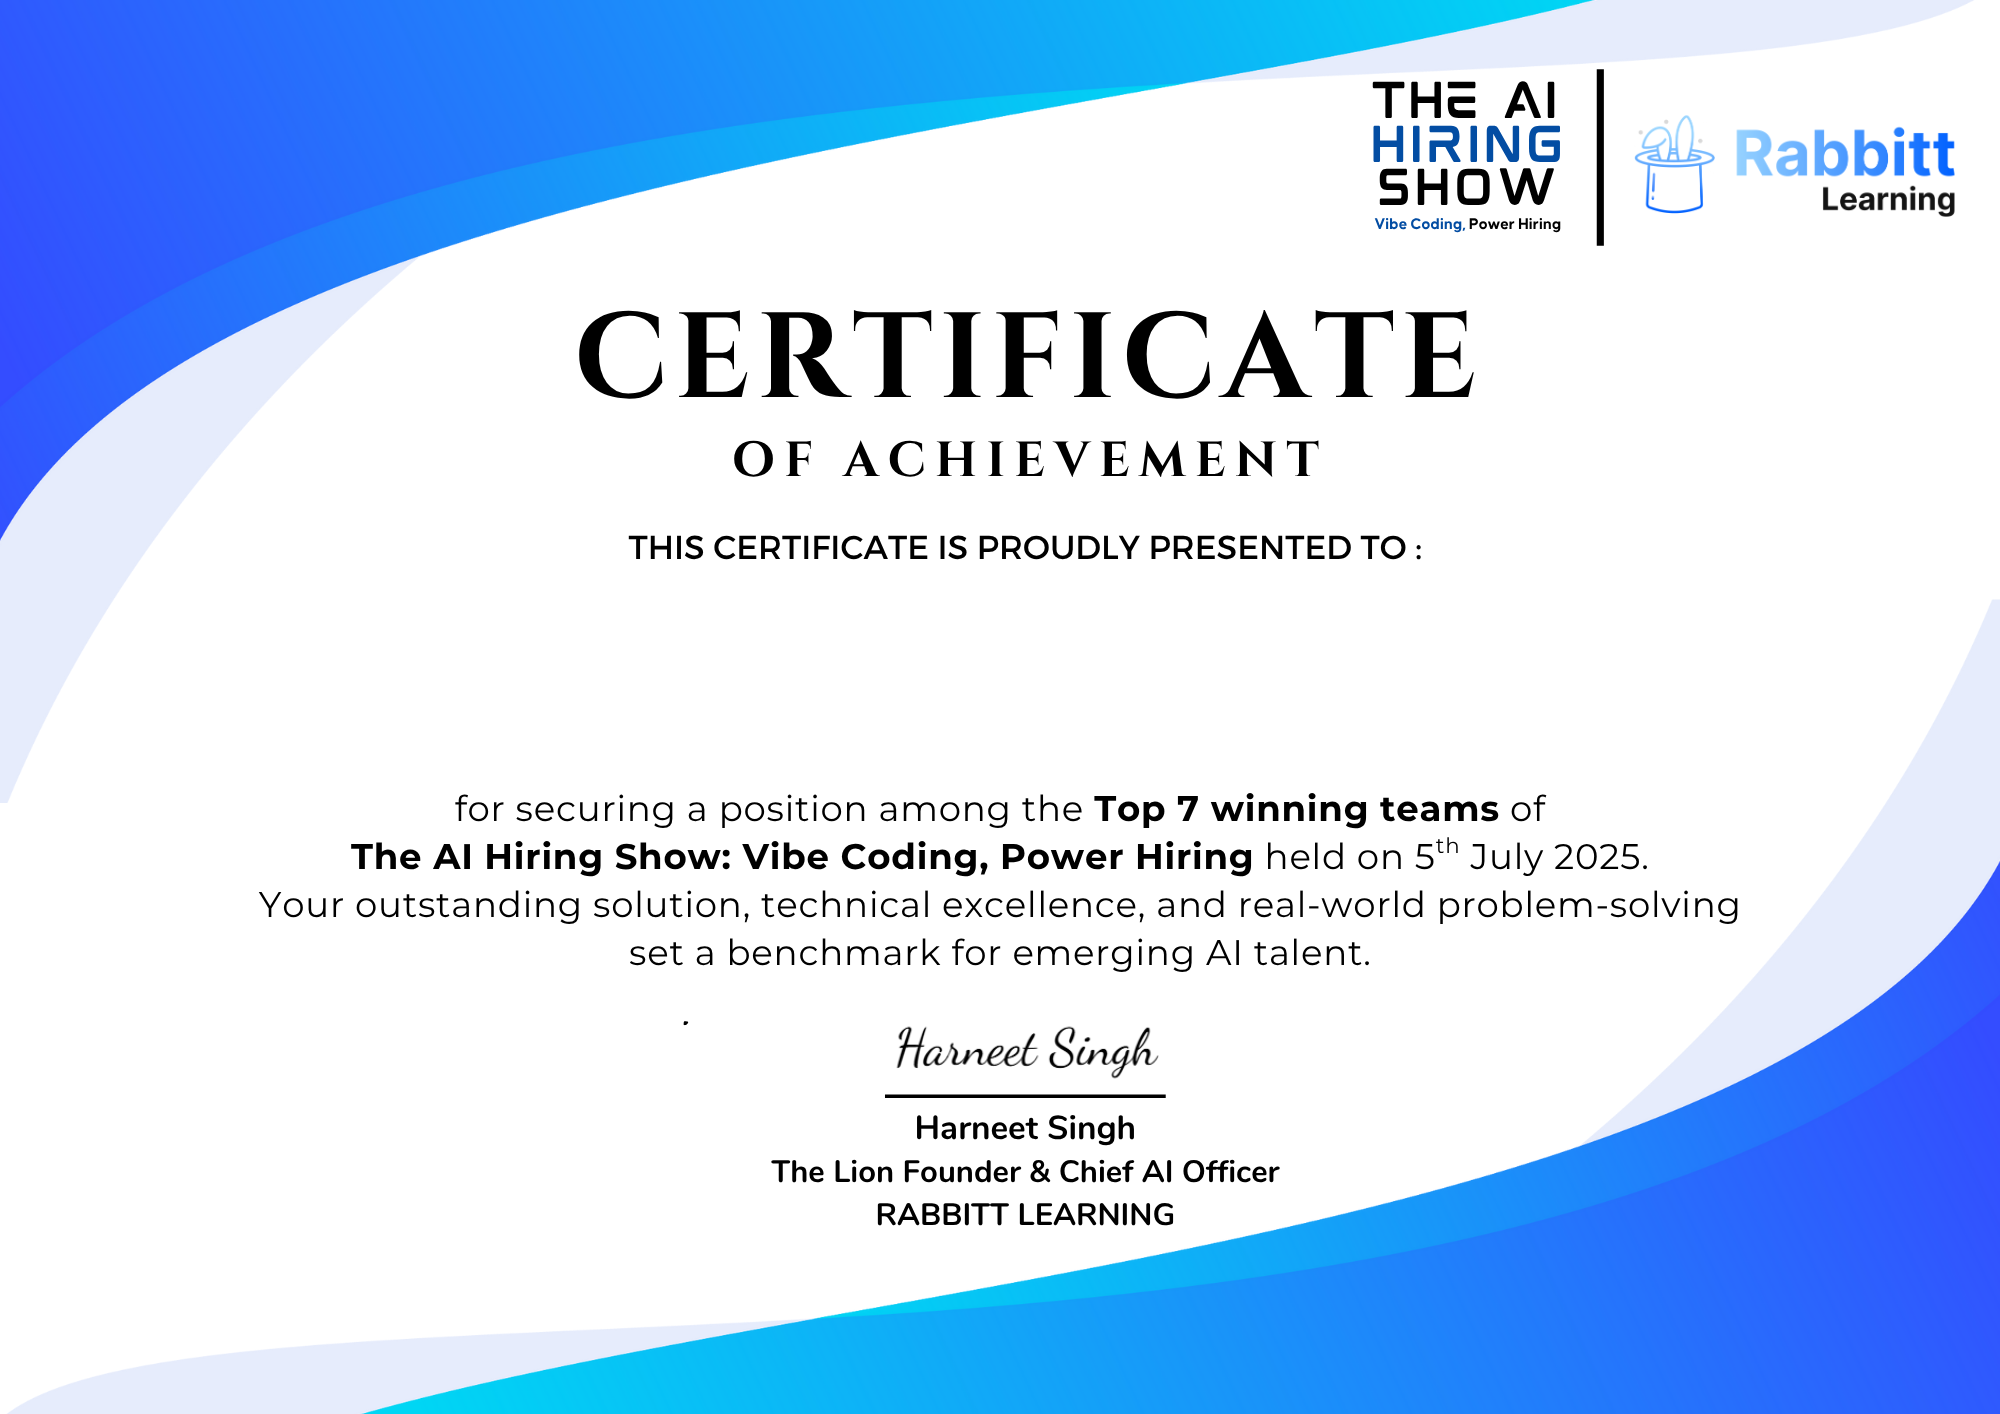 THE AI
HIRING
SHOW
Vibe Coding, Power Hiring
Rabbitt
Learning
CERTIFICATE
OF ACHIEVEMENT
THIS CERTIFICATE IS PROUDLY PRESENTED TO :
for securing a position among the Top 7 winning teams of
The AI Hiring Show: Vibe Coding, Power Hiring held on 5th July 2025.
Your outstanding solution, technical excellence, and real-world problem-solving
set a benchmark for emerging AI talent.
.
Harneet Singh
Harneet Singh
The Lion Founder & Chief AI Officer
RABBITT LEARNING